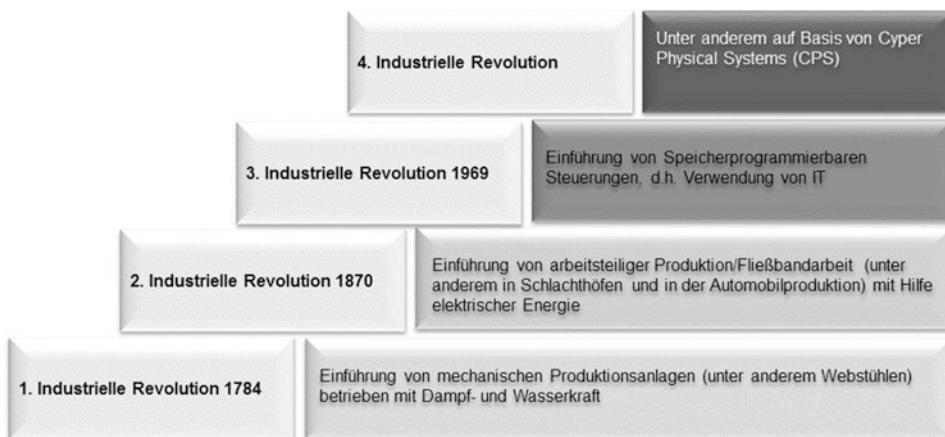 4. Industrielle Revolution
Unter anderem auf Basis von Cyper
Physical Systems (CPS)
3. Industrielle Revolution 1969
Einführung von Speicherprogrammierbaren
Steuerungen, d.h. Verwendung von IT
2. Industrielle Revolution 1870
Einführung von arbeitsteiliger Produktion/Fließbandarbeit (unter
anderem in Schlachthöfen und in der Automobilproduktion) mit Hilfe
elektrischer Energie
1. Industrielle Revolution 1784
Einführung von mechanischen Produktionsanlagen (unter anderem Webstühlen)
betrieben mit Dampf- und Wasserkraft